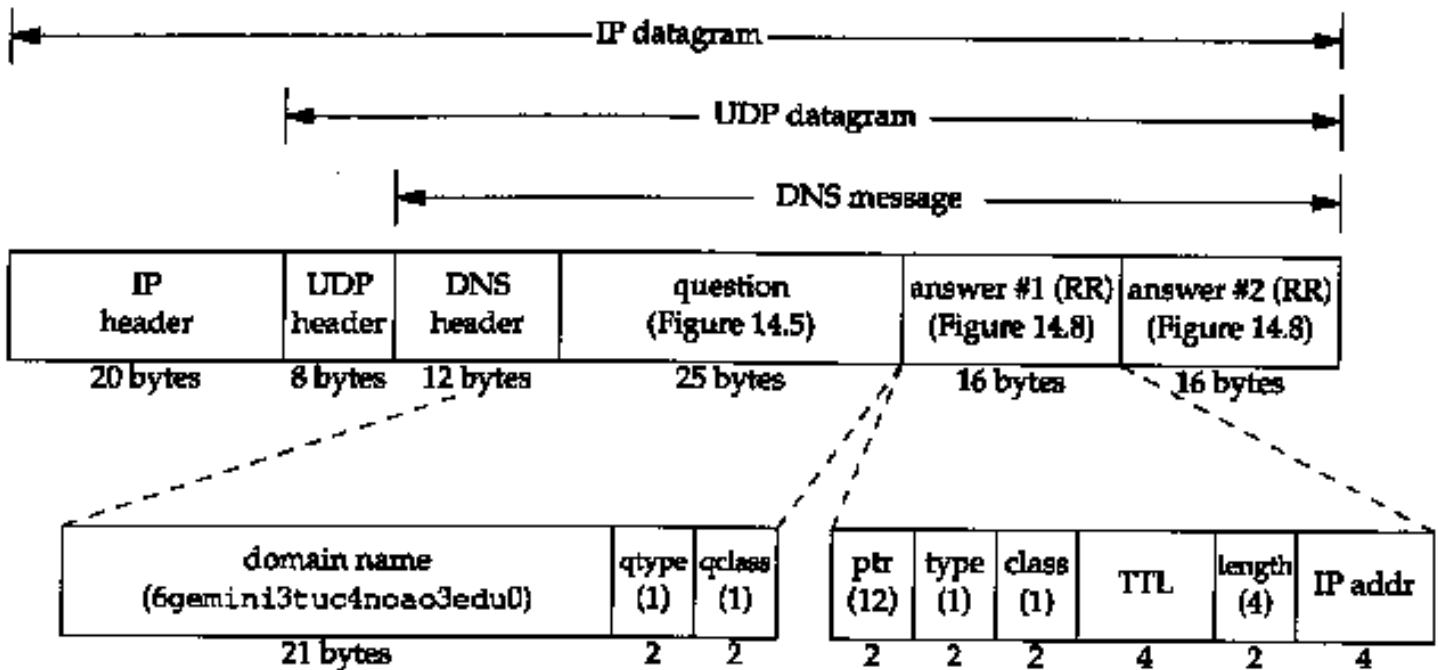 IP datagram
UDP datagram
DNS message
IP header
UDP header
DNS header
question (Figure 14.5)
answer #1 (RR) (Figure 14.8)
answer #2 (RR) (Figure 14.8)
20 bytes
8 bytes
12 bytes
25 bytes
16 bytes
16 bytes
domain name (6gemini3tuc4noao3edu0)
qtype (1)
qclass (1)
ptr (12)
type (1)
class (1)
TTL
length (4)
IP addr
21 bytes
2
2
2
2
2
4
2
4